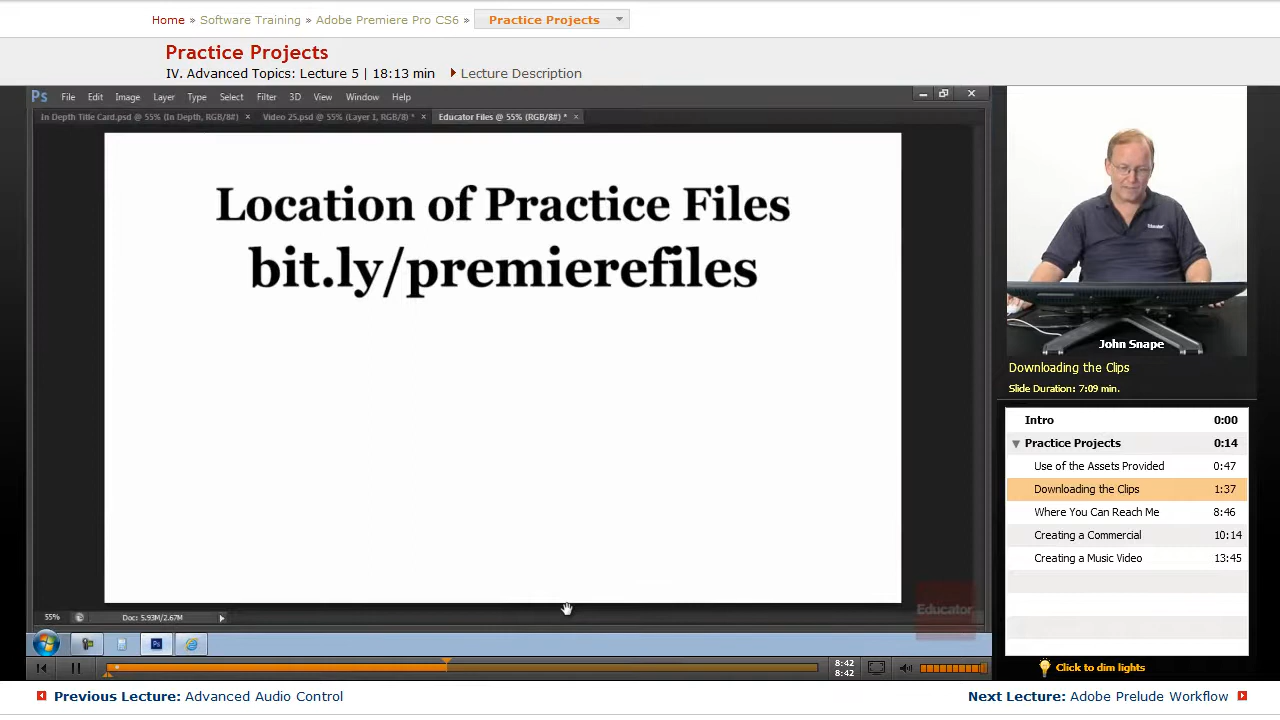 Home » Software Training » Adobe Premiere Pro CS6 » Practice Projects
Practice Projects
IV. Advanced Topics: Lecture 5 | 18:13 min Lecture Description
Ps File Edit Image Layer Type Select Filter 3D View Window Help
In Depth Title Card.psd @ 55% (In Depth, RGB/8#) × Video 25.psd @ 55% (Layer 1, RGB/8) * × Educator Files @ 55% (RGB/8#) * ×
Location of Practice Files
bit.ly/premierefiles
55% Doc: 5.93M/2.67M
Educator
8:42
8:42
Educator
John Snape
Downloading the Clips
Slide Duration: 7:09 min.
Intro 0:00
Practice Projects 0:14
Use of the Assets Provided 0:47
Downloading the Clips 1:37
Where You Can Reach Me 8:46
Creating a Commercial 10:14
Creating a Music Video 13:45
Click to dim lights
Previous Lecture: Advanced Audio Control
Next Lecture: Adobe Prelude Workflow